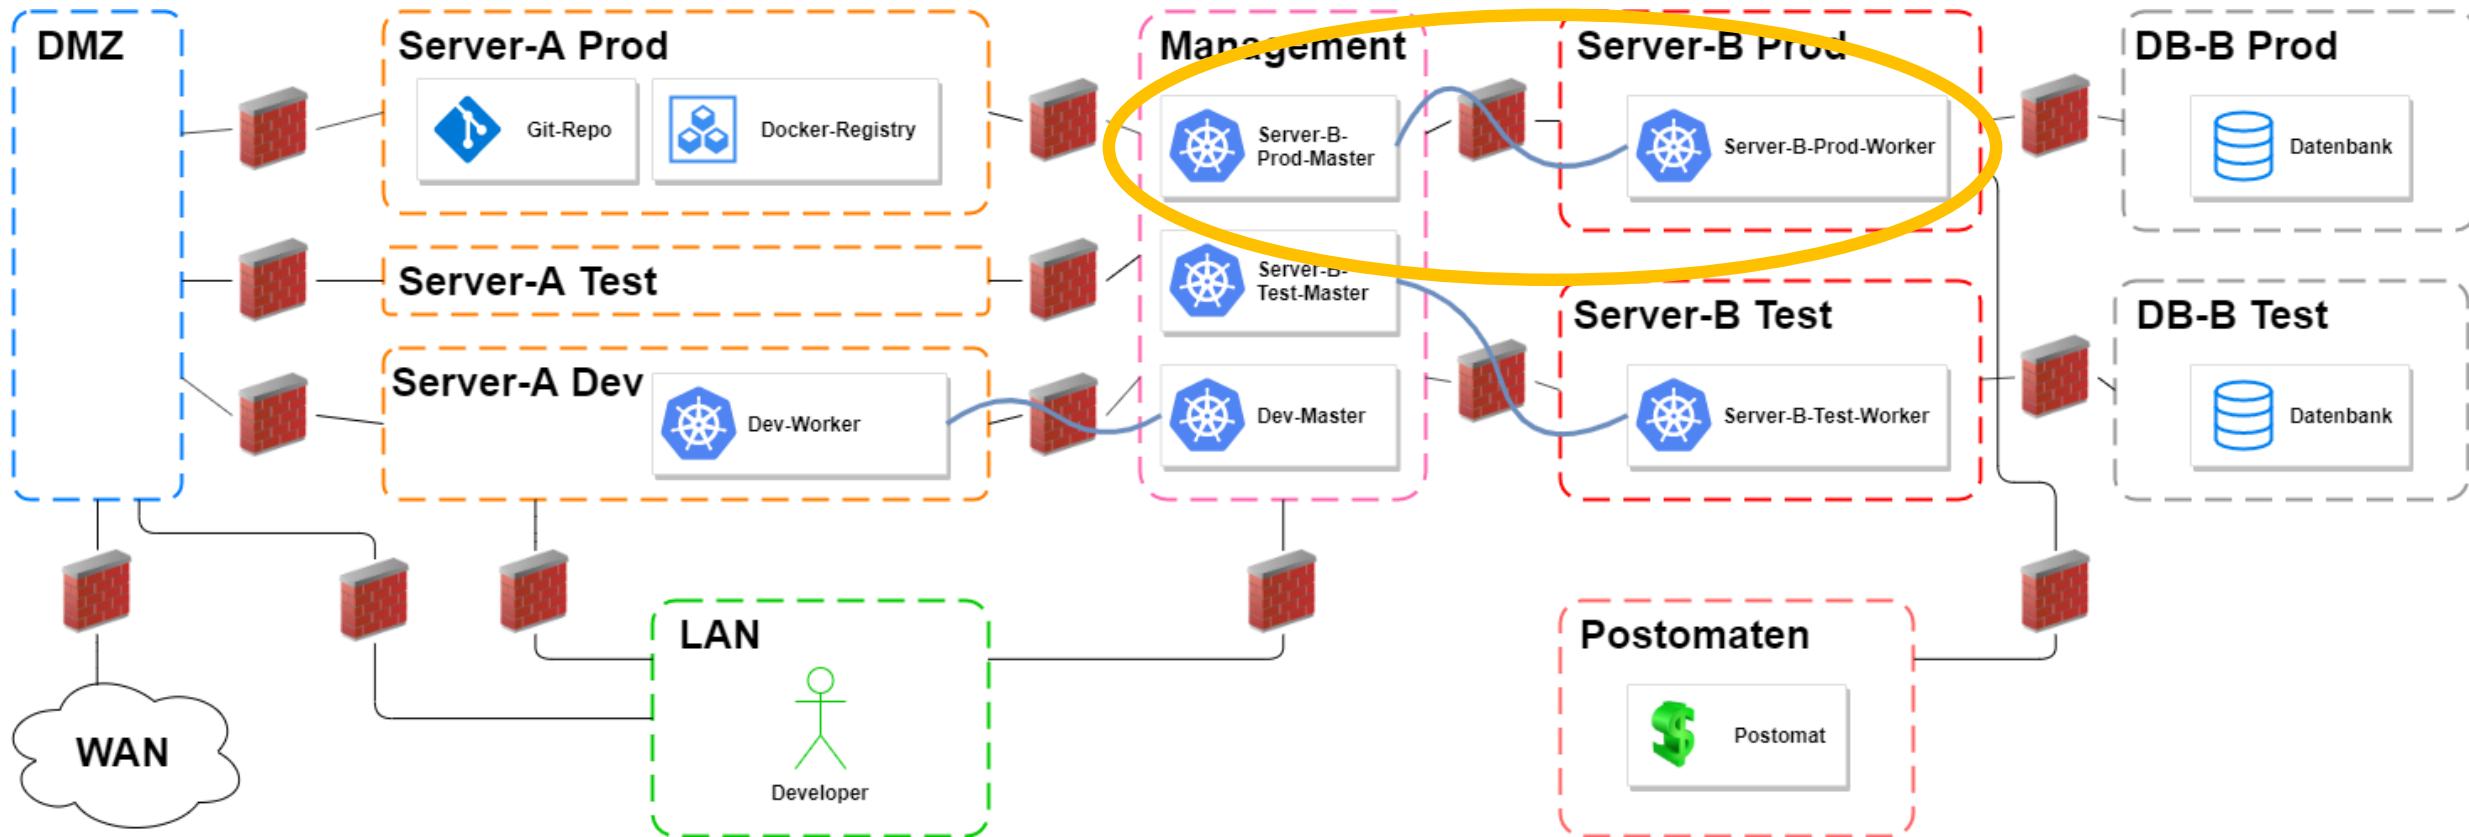 DMZ
Server-A Prod
Git-Repo
Docker-Registry
Management
Server-B-
Prod-Master
Server-B Prod
Server-B-Prod-Worker
DB-B Prod
Datenbank
Server-A Test
Server-B-
Test-Master
Server-A Dev
Dev-Worker
Dev-Master
Server-B Test
Server-B-Test-Worker
DB-B Test
Datenbank
WAN
LAN
Developer
Postomaten
Postomat